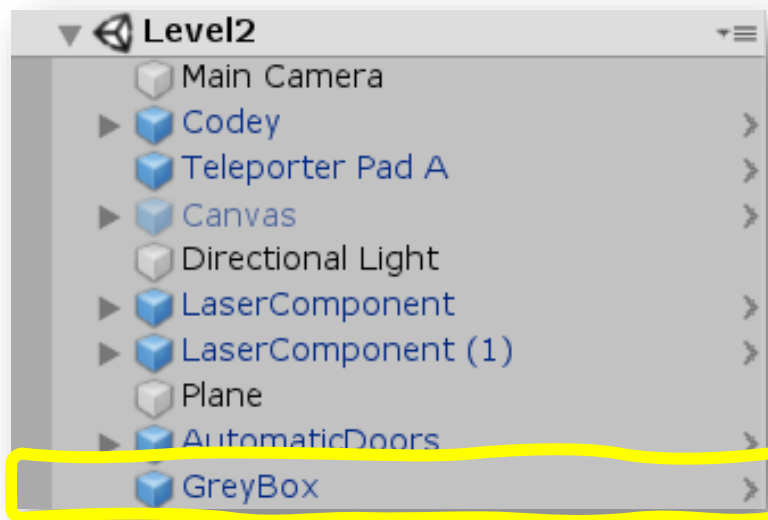 Level2
Main Camera
Codey
Teleporter Pad A
Canvas
Directional Light
LaserComponent
LaserComponent (1)
Plane
AutomaticDoors
GreyBox